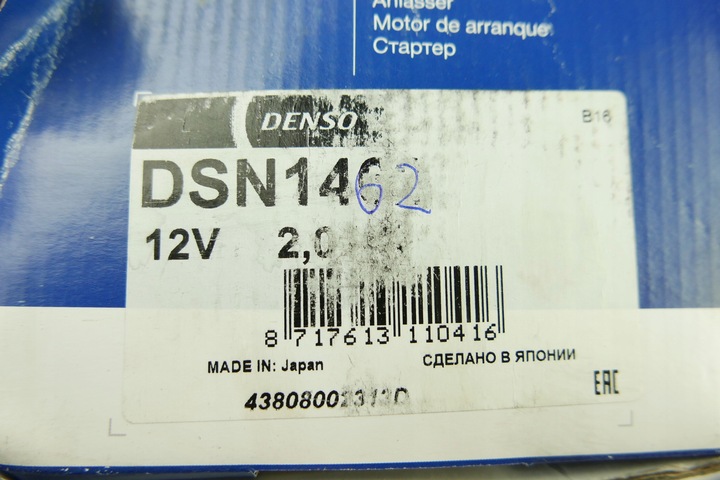 Anlasser
Motor de arranque
Стартер
DENSO
B16
DSN1462
12V 2,0
8 717613 110416
MADE IN: Japan СДЕЛАНО В ЯПОНИИ
EAC